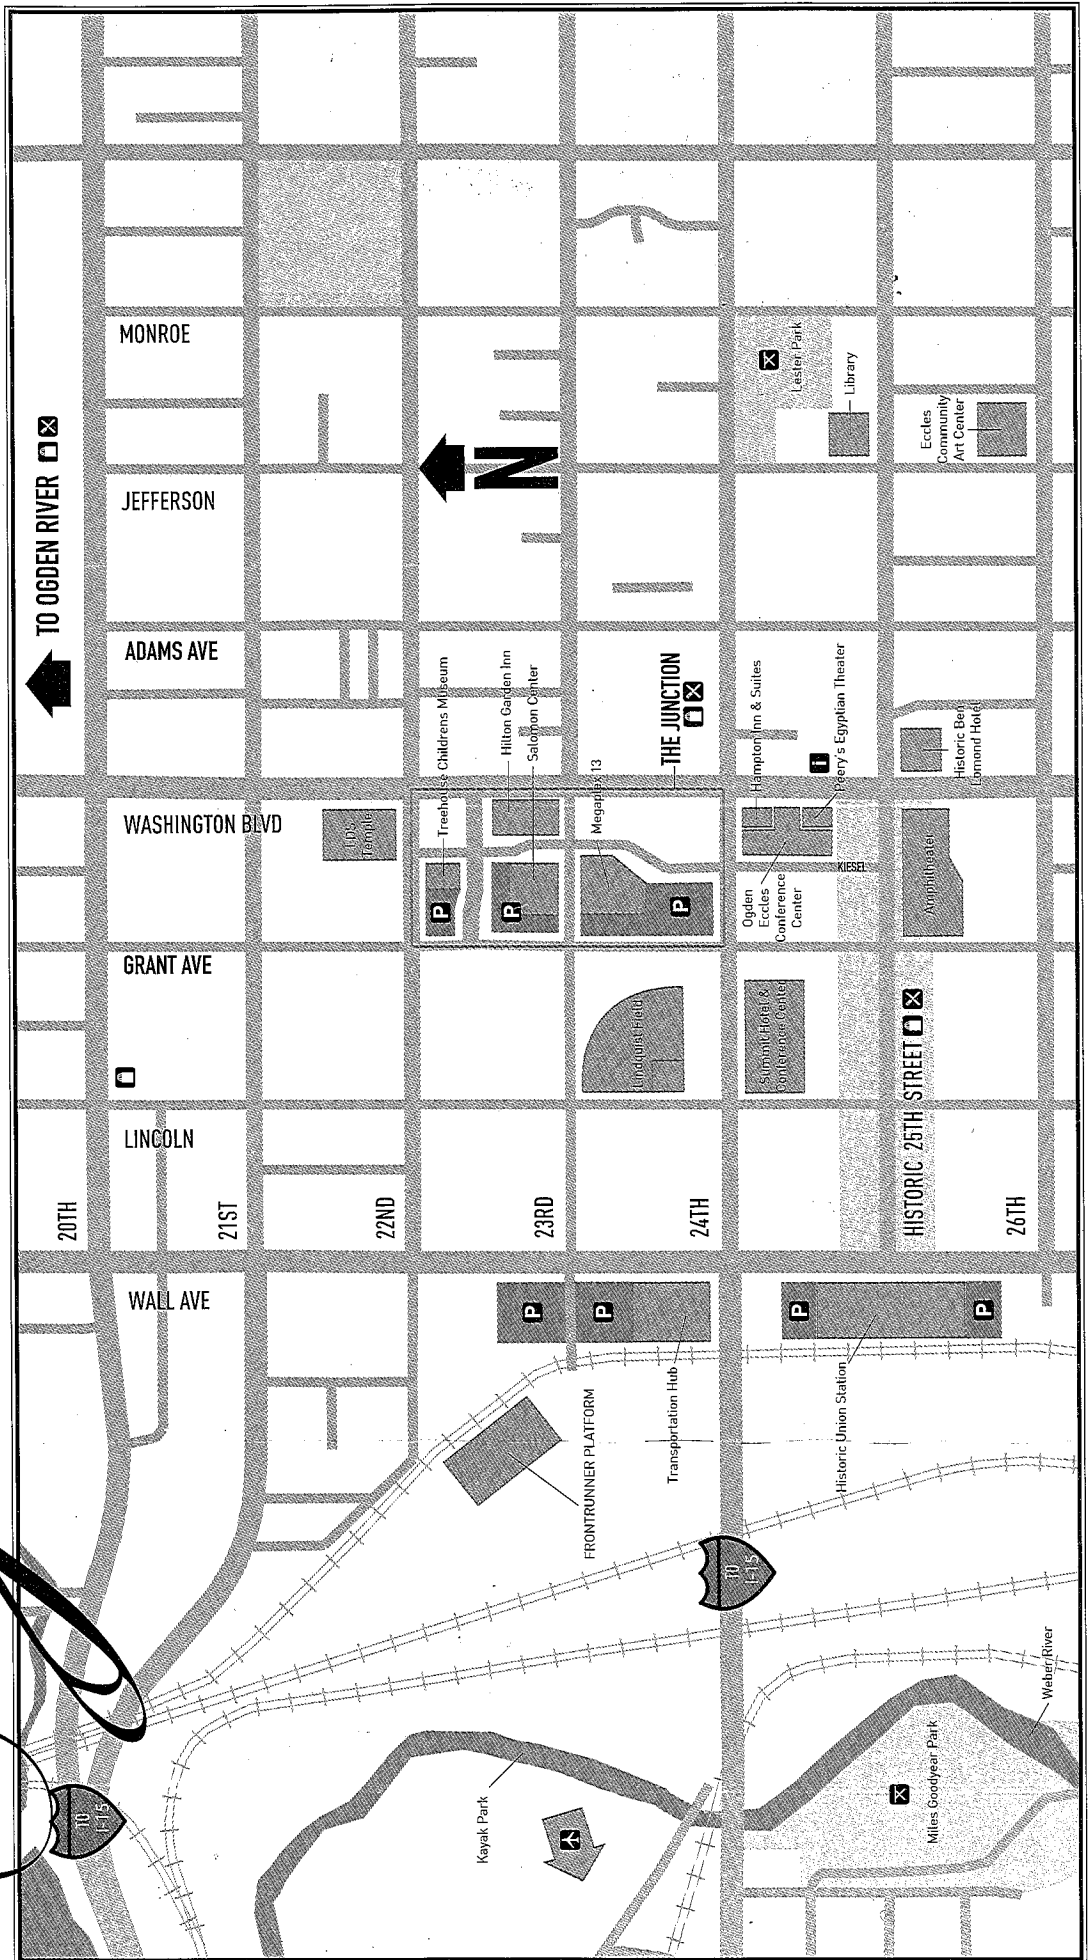 TO OGDEN RIVER
MONROE
JEFFERSON
ADAMS AVE
WASHINGTON BLVD
GRANT AVE
LINCOLN
WALL AVE
20TH
21ST
22ND
23RD
24TH
26TH
N
LDS
Temple
Treehouse Childrens Museum
Hilton Garden Inn
Salomon Center
Megaplex 13
THE JUNCTION
P
P
P
Lester Park
Library
Eccles
Community
Art Center
Hampton Inn & Suites
i
Peery's Egyptian Theater
Ogden
Eccles
Conference
Center
KIESEL
Historic Ben
Lomond Hotel
Amphitheater
Lindquist Field
Summit Hotel &
Conference Center
HISTORIC 25TH STREET
P
P
Transportation Hub
FRONTRUNNER PLATFORM
P
P
Historic Union Station
TO
I-15
TO
I-15
Kayak Park
Miles Goodyear Park
Weber River